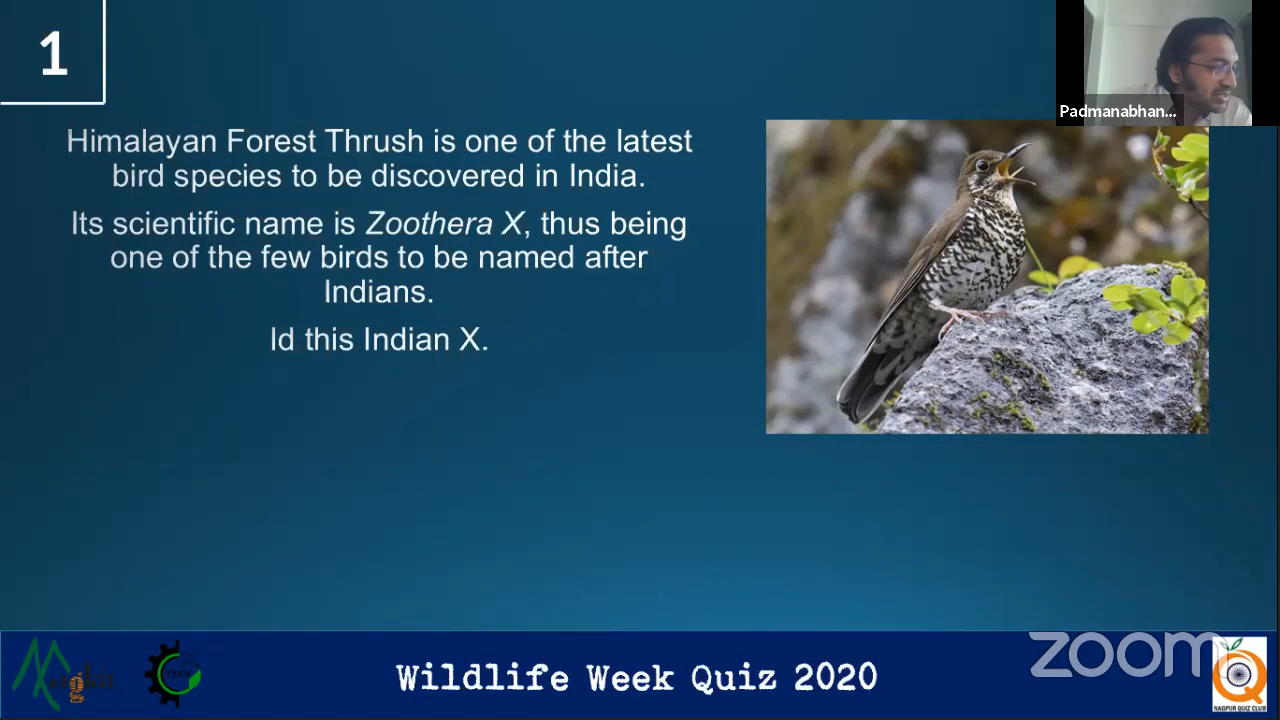 1
Padmanabhan...
Himalayan Forest Thrush is one of the latest
bird species to be discovered in India.
Its scientific name is Zoothera X, thus being
one of the few birds to be named after
Indians.
Id this Indian X.
Wildlife Week Quiz 2020
zoom
NAGPUR QUIZ CLUB